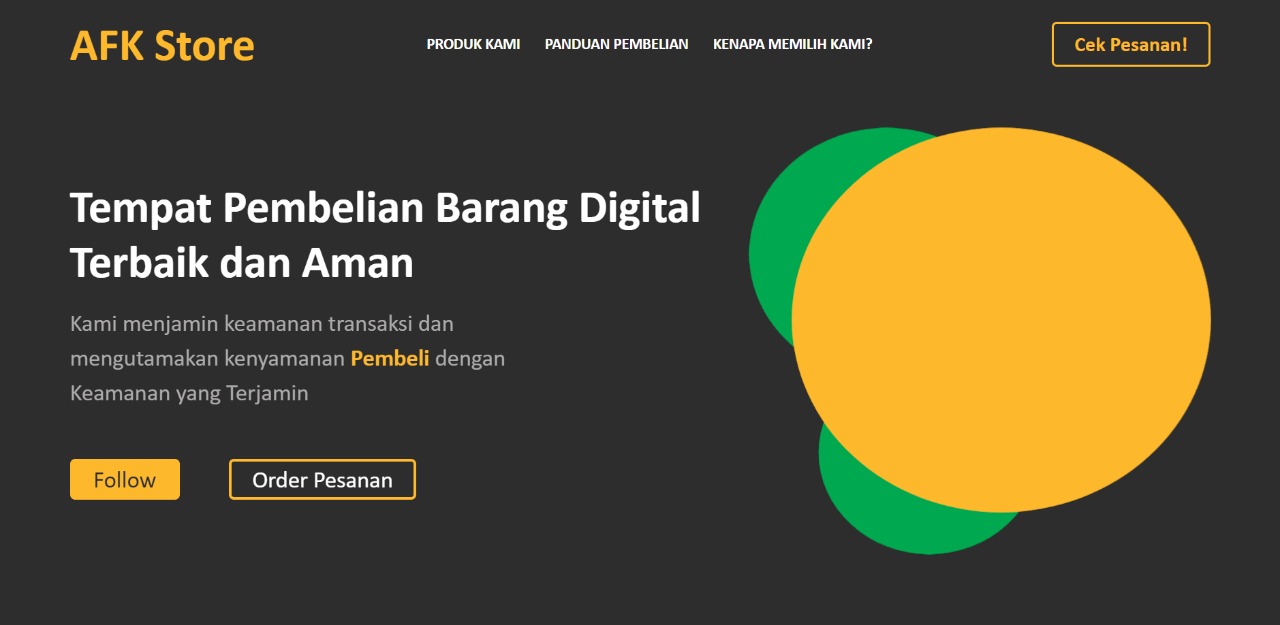 AFK Store
PRODUK KAMI PANDUAN PEMBELIAN KENAPA MEMILIH KAMI?
Cek Pesanan!
Tempat Pembelian Barang Digital
Terbaik dan Aman
Kami menjamin keamanan transaksi dan
mengutamakan kenyamanan Pembeli dengan
Keamanan yang Terjamin
Follow
Order Pesanan